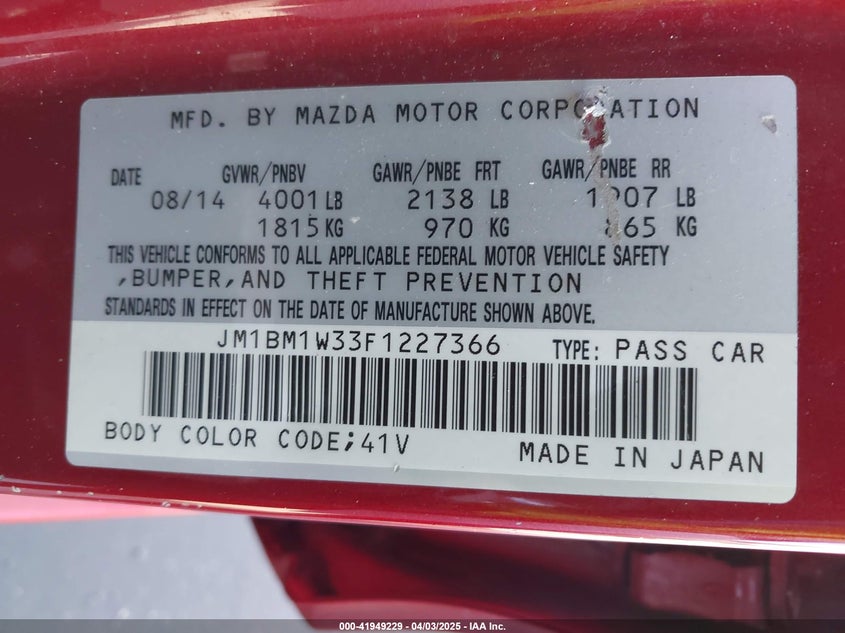 MFD. BY MAZDA MOTOR CORPORATION
DATE GVWR/PNBV GAWR/PNBE FRT GAWR/PNBE RR
08/14 4001 LB 2138 LB LB
1815 KG 970 KG KG
THIS VEHICLE CONFORMS TO ALL APPLICABLE FEDERAL MOTOR VEHICLE SAFETY
,BUMPER,AND THEFT PREVENTION
STANDARDS IN EFFECT ON THE DATE OF MANUFACTURE SHOWN ABOVE.
JM1BM1W33F1227366 TYPE: PASS CAR
BODY COLOR CODE;41V
MADE IN JAPAN
000-41949229 - 04/03/2025 - IAA Inc.